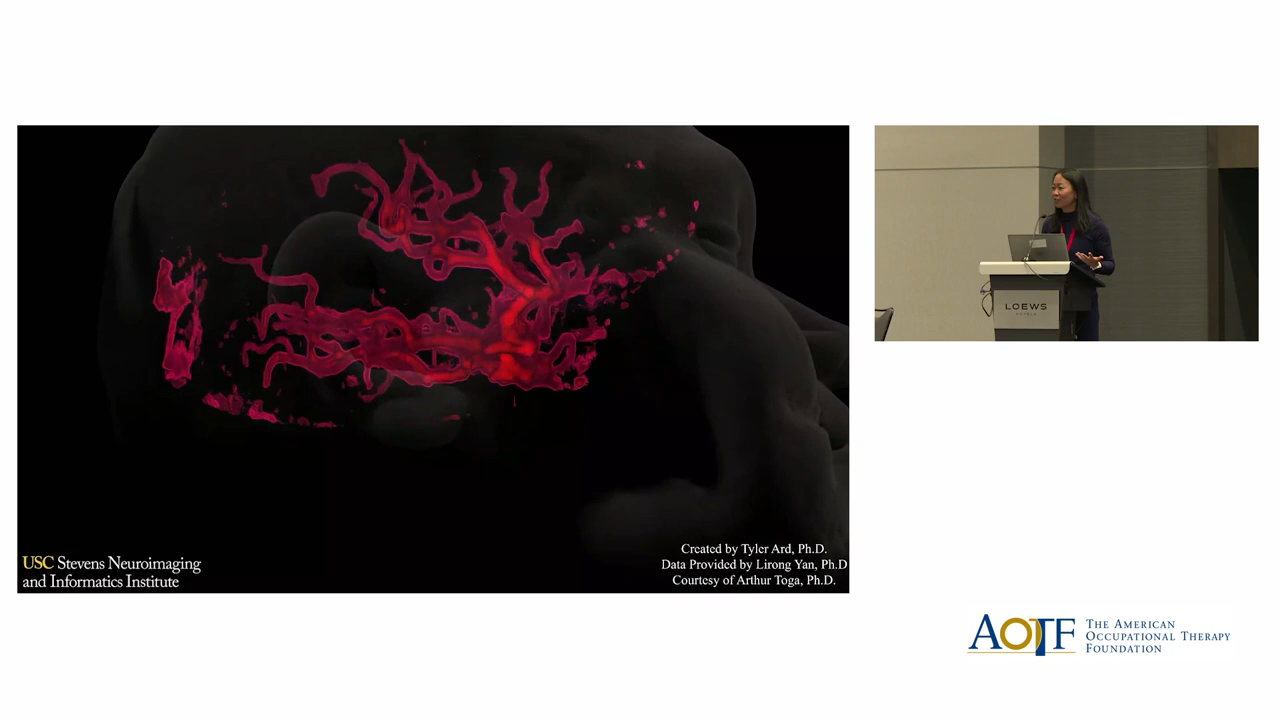 USC Stevens Neuroimaging
and Informatics Institute
Created by Tyler Ard, Ph.D.
Data Provided by Lirong Yan, Ph.D
Courtesy of Arthur Toga, Ph.D.
LOEWS
HOTELS
AOTF
THE AMERICAN
OCCUPATIONAL THERAPY
FOUNDATION